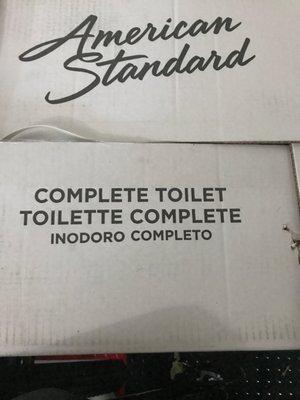 American
Standard
COMPLETE TOILET
TOILETTE COMPLETE
INODORO COMPLETO